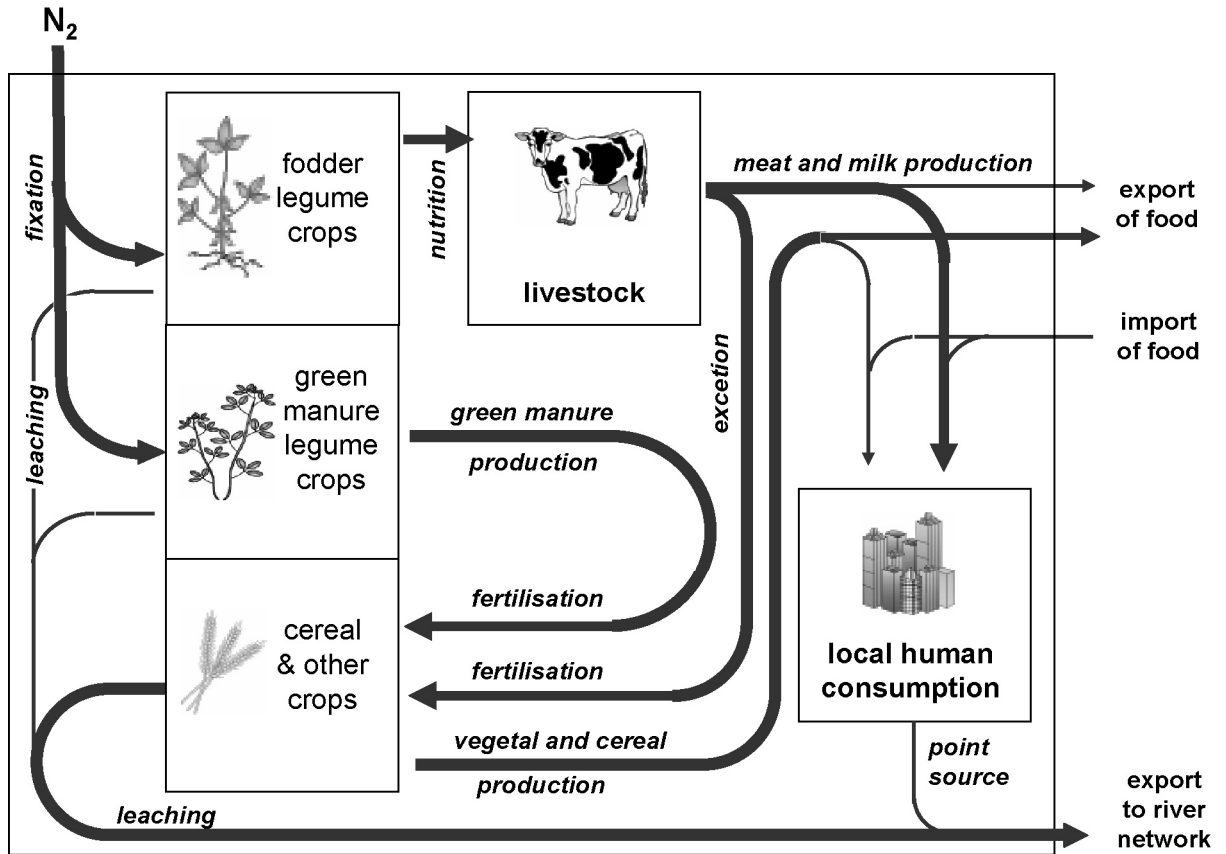 N₂
fixation
leaching
fodder
legume
crops
nutrition
livestock
meat and milk production
export
of food
import
of food
green
manure
legume
crops
green manure
production
excetion
fertilisation
cereal
& other
crops
fertilisation
vegetal and cereal
production
local human
consumption
point
source
leaching
export
to river
network